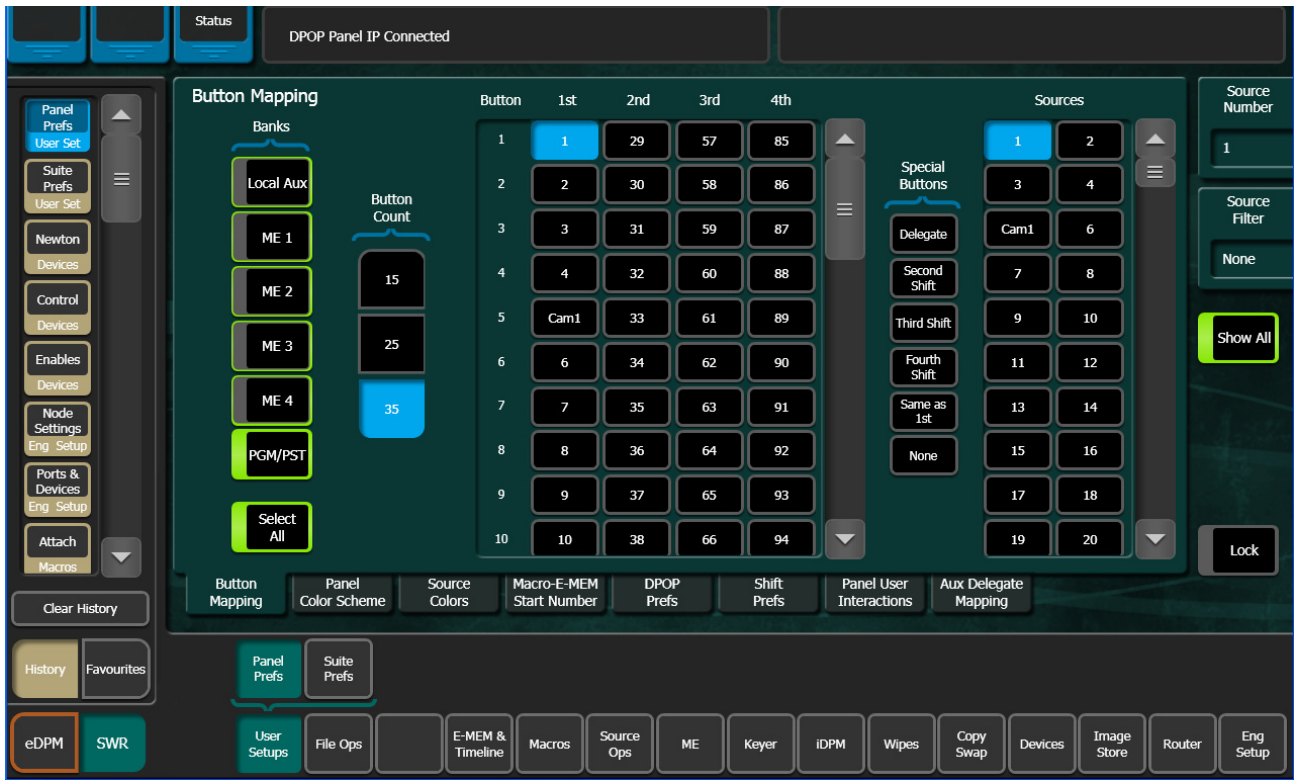 Status
DPOP Panel IP Connected
Panel
Prefs
User Set
Suite
Prefs
User Set
Newton
Devices
Control
Devices
Enables
Devices
Node
Settings
Eng Setup
Ports &
Devices
Eng Setup
Attach
Macros
Clear History
History Favourites
eDPM SWR
Button Mapping
Banks
Local Aux
ME 1
ME 2
ME 3
ME 4
PGM/PST
Select
All
Button
Count
15
25
35
Button 1st 2nd 3rd 4th
1 1 29 57 85
2 2 30 58 86
3 3 31 59 87
4 4 32 60 88
5 Cam1 33 61 89
6 6 34 62 90
7 7 35 63 91
8 8 36 64 92
9 9 37 65 93
10 10 38 66 94
Special
Buttons
Delegate
Second
Shift
Third Shift
Fourth
Shift
Same as
1st
None
Sources
1 2
3 4
Cam1 6
7 8
9 10
11 12
13 14
15 16
17 18
19 20
Source
Number
1
Source
Filter
None
Show All
Lock
Button
Mapping
Panel
Color Scheme
Source
Colors
Macro-E-MEM
Start Number
DPOP
Prefs
Shift
Prefs
Panel User
Interactions
Aux Delegate
Mapping
Panel
Prefs
Suite
Prefs
User
Setups
File Ops
E-MEM &
Timeline
Macros
Source
Ops
ME
Keyer
iDPM
Wipes
Copy
Swap
Devices
Image
Store
Router
Eng
Setup